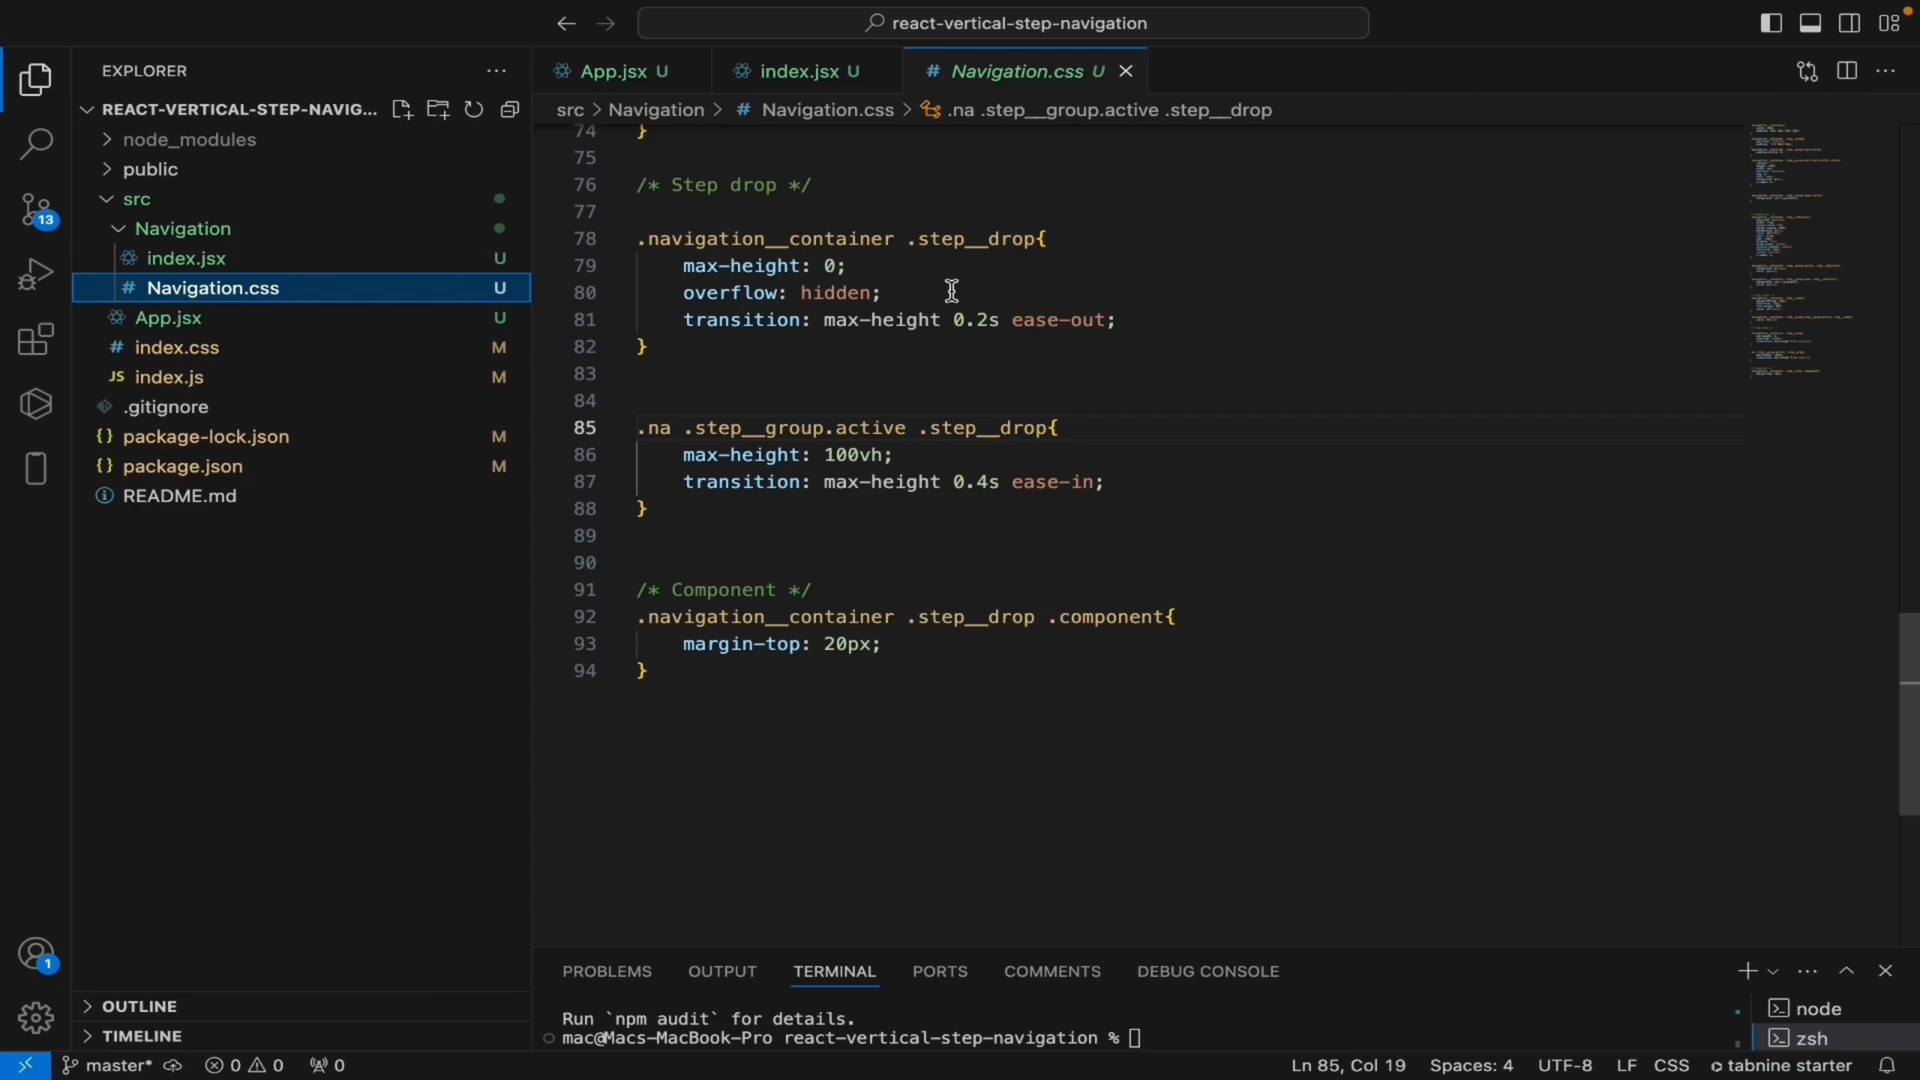 react-vertical-step-navigation
EXPLORER
REACT-VERTICAL-STEP-NAVIG...
node_modules
public
src
Navigation
index.jsx U
# Navigation.css U
App.jsx U
# index.css M
JS index.js M
.gitignore
{} package-lock.json M
{} package.json M
README.md
13
1
OUTLINE
TIMELINE
App.jsx U
index.jsx U
# Navigation.css U
src > Navigation > # Navigation.css > .na .step__group.active .step__drop
74 }
75
76 /* Step drop */
77
78 .navigation__container .step__drop{
79 max-height: 0;
80 overflow: hidden;
81 transition: max-height 0.2s ease-out;
82 }
83
84
85 .na .step__group.active .step__drop{
86 max-height: 100vh;
87 transition: max-height 0.4s ease-in;
88 }
89
90
91 /* Component */
92 .navigation__container .step__drop .component{
93 margin-top: 20px;
94 }
PROBLEMS OUTPUT TERMINAL PORTS COMMENTS DEBUG CONSOLE
Run `npm audit` for details.
mac@Macs-MacBook-Pro react-vertical-step-navigation %
node
zsh
master* 0 0 0
Ln 85, Col 19 Spaces: 4 UTF-8 LF CSS tabnine starter